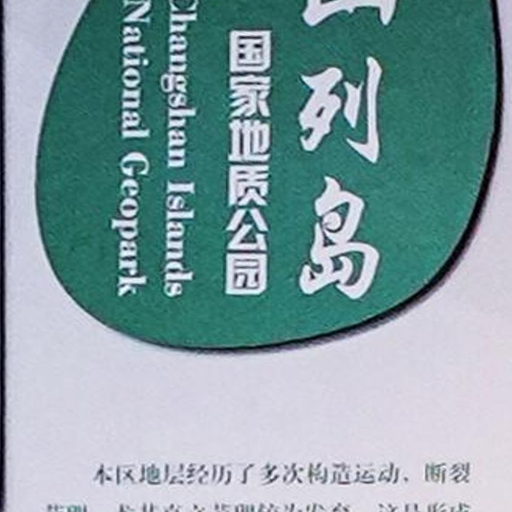 山列岛
国家地质公园
Changshan Islands
National Geopark
本区地层经历了多次构造运动、断裂